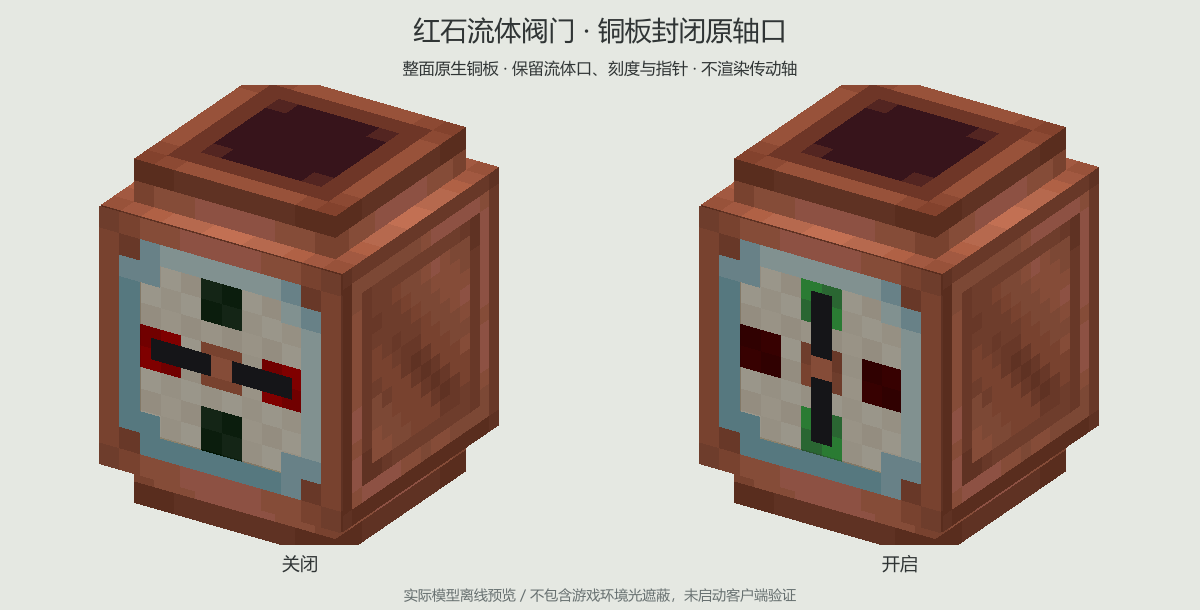 红石流体阀门 · 铜板封闭原轴口
整面原生铜板 · 保留流体口、刻度与指针 · 不渲染传动轴
关闭
开启
实际模型离线预览 / 不包含游戏环境光遮蔽，未启动客户端验证